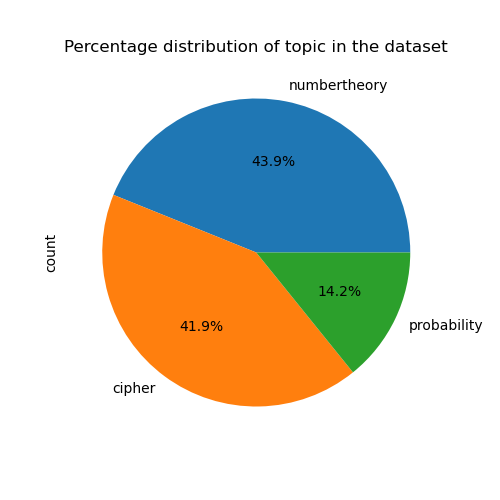 Percentage distribution of topic in the dataset
numbertheory
43.9%
count
14.2%
41.9%
probability
cipher